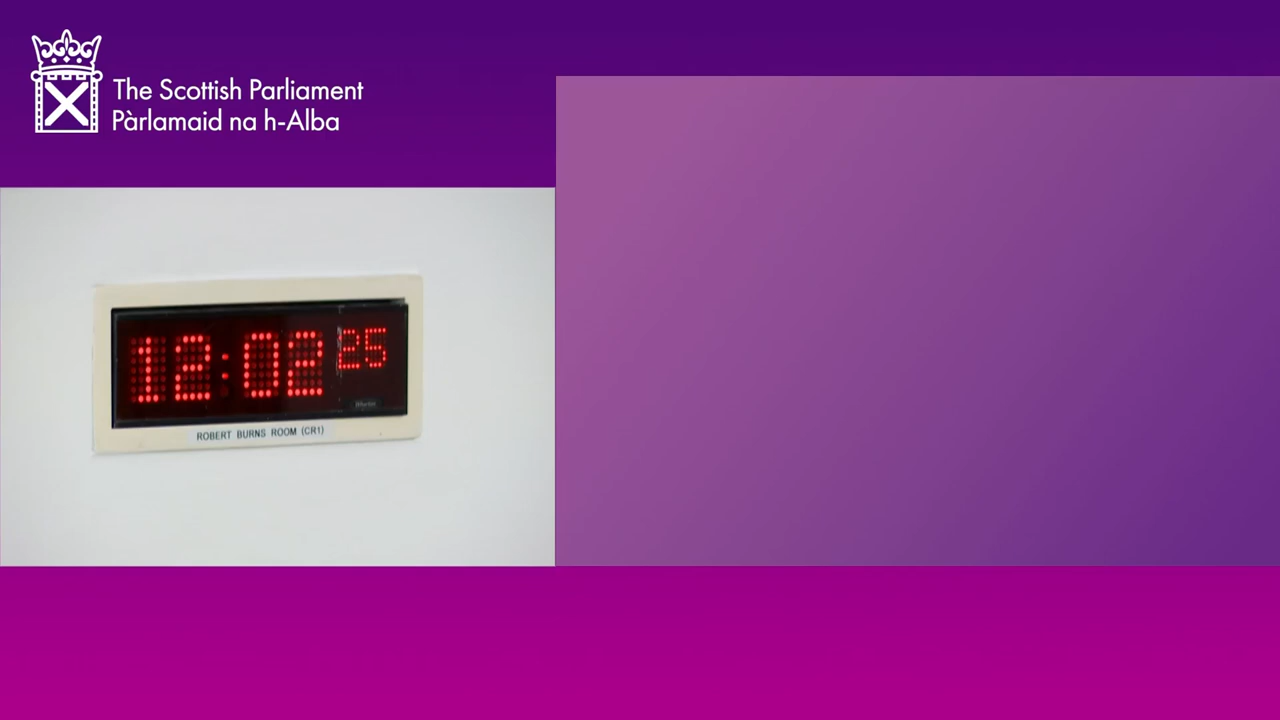 The Scottish Parliament
Pàrlamaid na h-Alba
12:02 25
ROBERT BURNS ROOM (CR1)